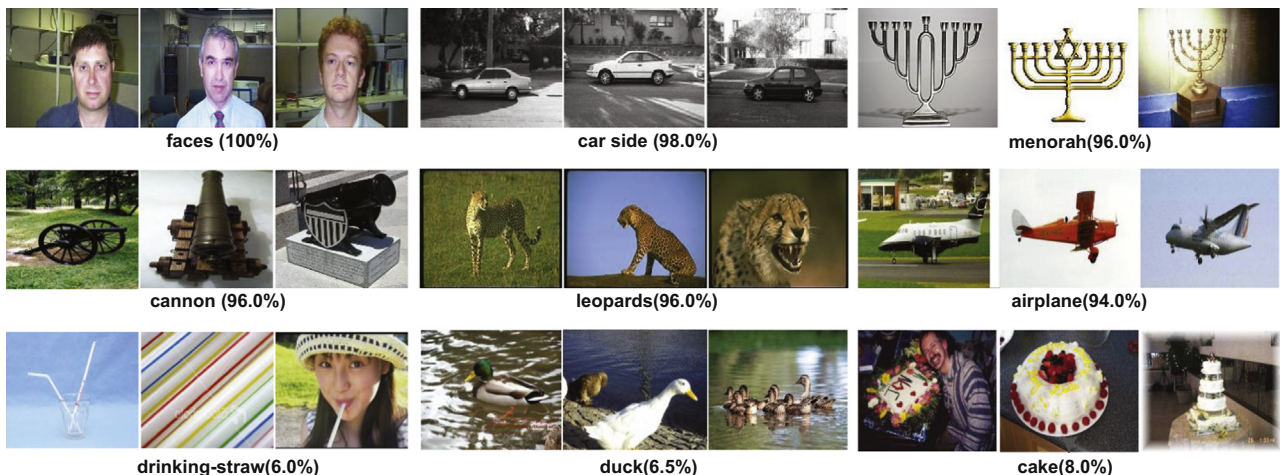 faces (100%)
car side (98.0%)
menorah(96.0%)
cannon (96.0%)
leopards(96.0%)
airplane(94.0%)
drinking-straw(6.0%)
duck(6.5%)
cake(8.0%)